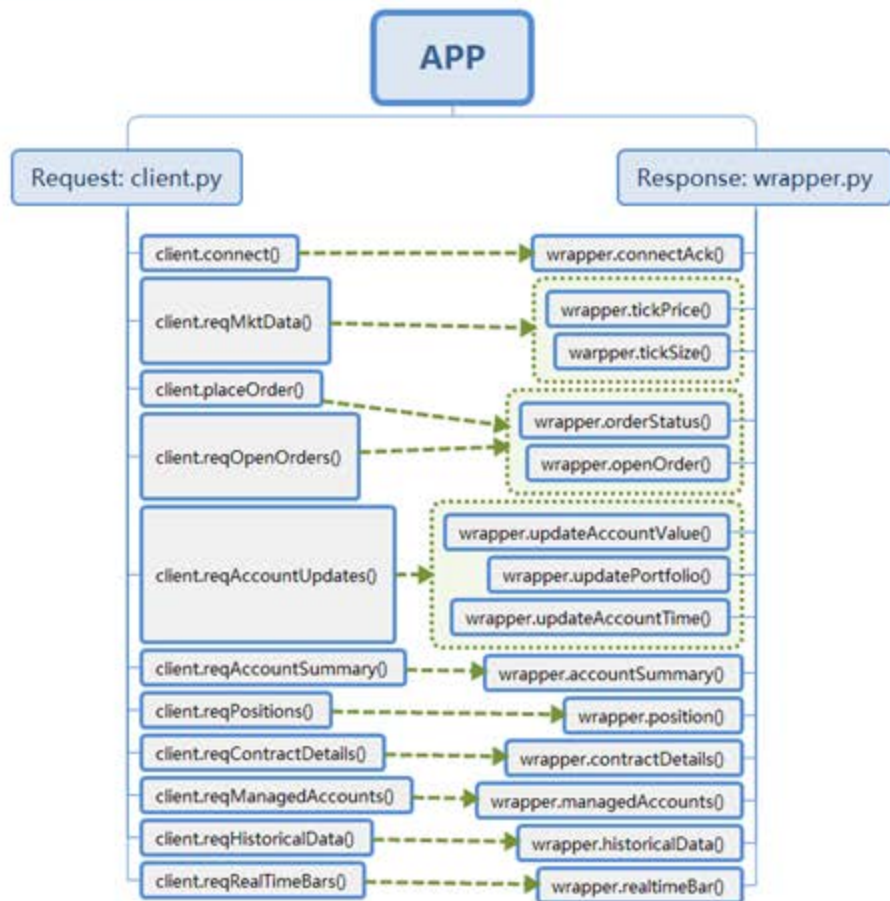 APP
Request: client.py
Response: wrapper.py
client.connect()
wrapper.connectAck()
client.reqMktData()
wrapper.tickPrice()
warpper.tickSize()
client.placeOrder()
wrapper.orderStatus()
client.reqOpenOrders()
wrapper.openOrder()
client.reqAccountUpdates()
wrapper.updateAccountValue()
wrapper.updatePortfolio()
wrapper.updateAccountTime()
client.reqAccountSummary()
wrapper.accountSummary()
client.reqPositions()
wrapper.position()
client.reqContractDetails()
wrapper.contractDetails()
client.reqManagedAccounts()
wrapper.managedAccounts()
client.reqHistoricalData()
wrapper.historicalData()
client.reqRealTimeBars()
wrapper.realtimeBar()